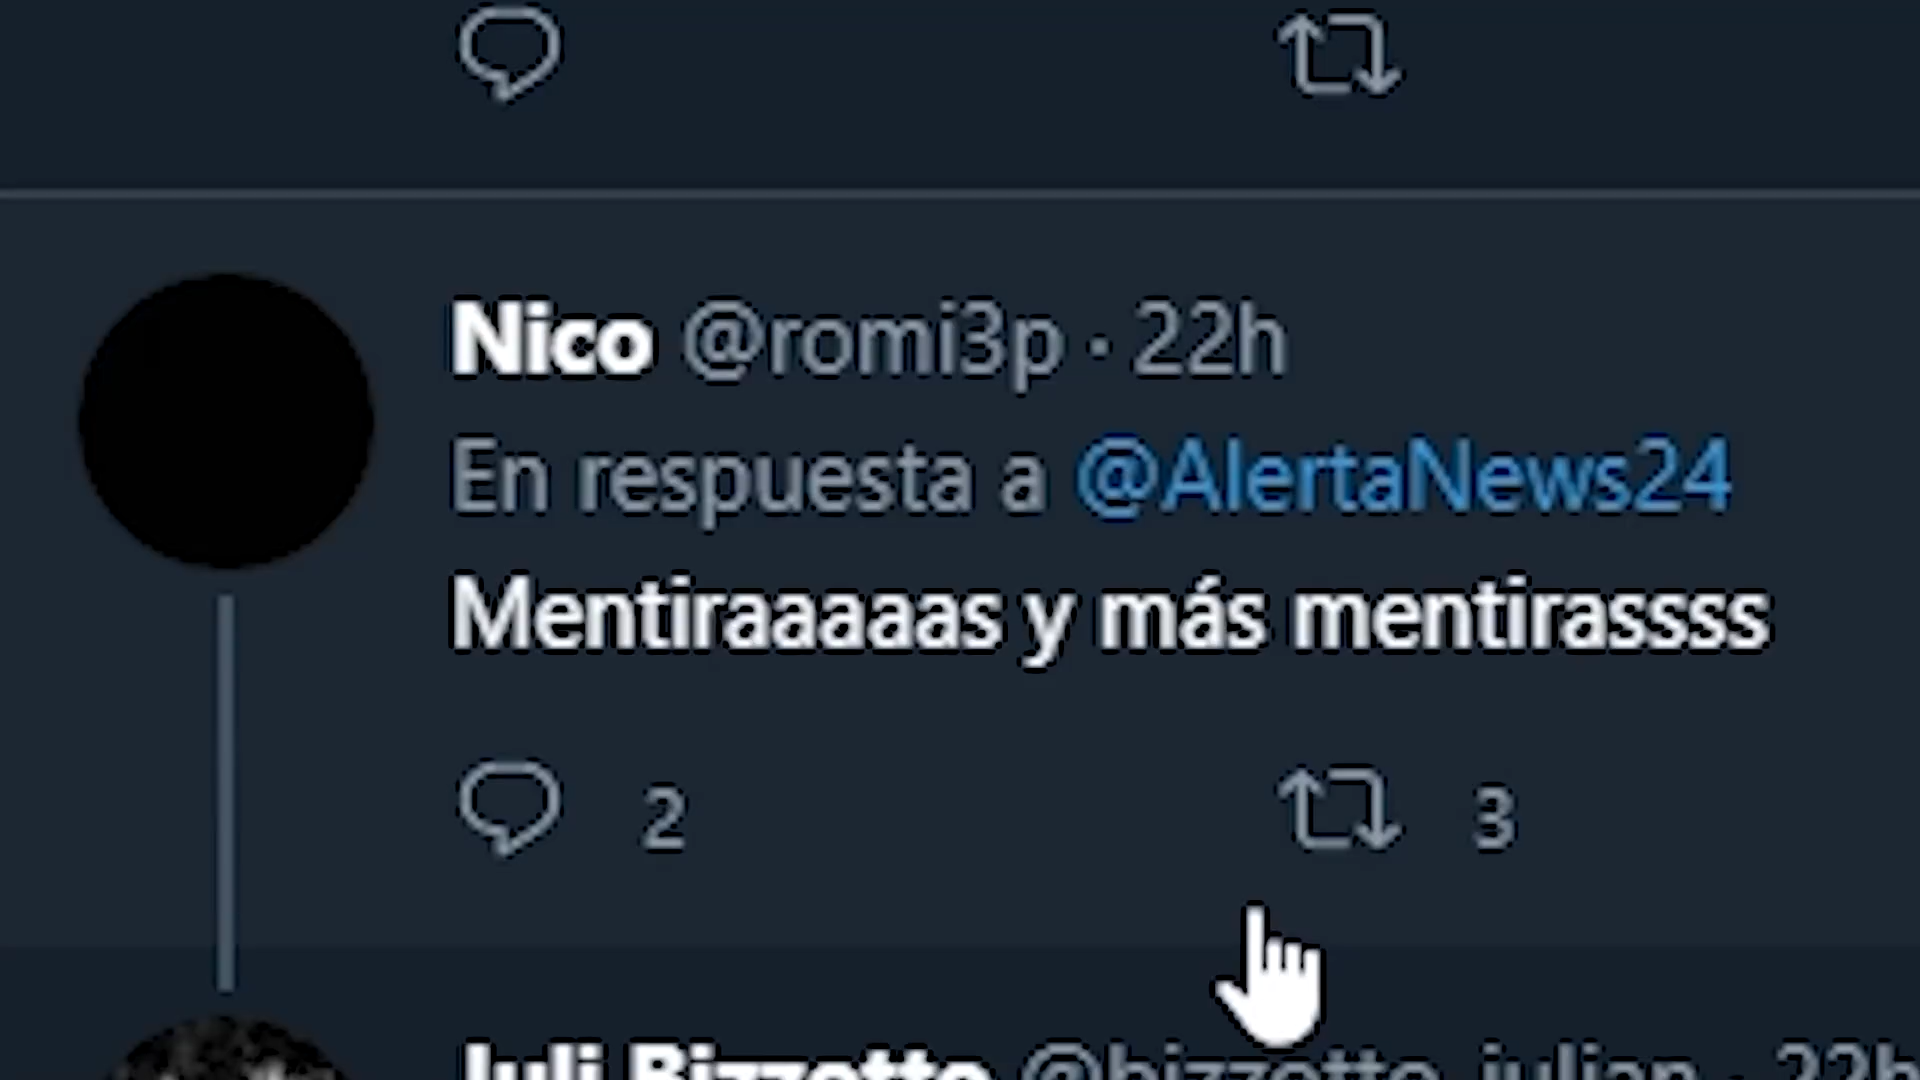 Nico @romi3p · 22h
En respuesta a @AlertaNews24
Mentiraaaaas y más mentirassss
2 3
Juli Bizzotto @bizzotto_julian · 22h